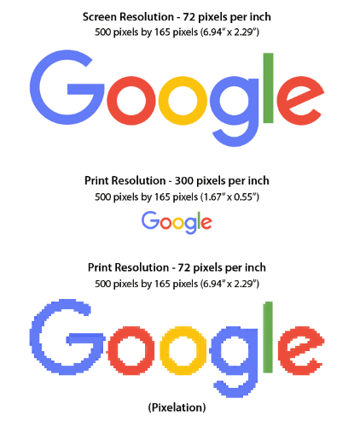 Screen Resolution - 72 pixels per inch
500 pixels by 165 pixels (6.94" x 2.29")
Google
Print Resolution - 300 pixels per inch
500 pixels by 165 pixels (1.67" x 0.55")
Google
Print Resolution - 72 pixels per inch
500 pixels by 165 pixels (6.94" x 2.29")
Google
(Pixelation)